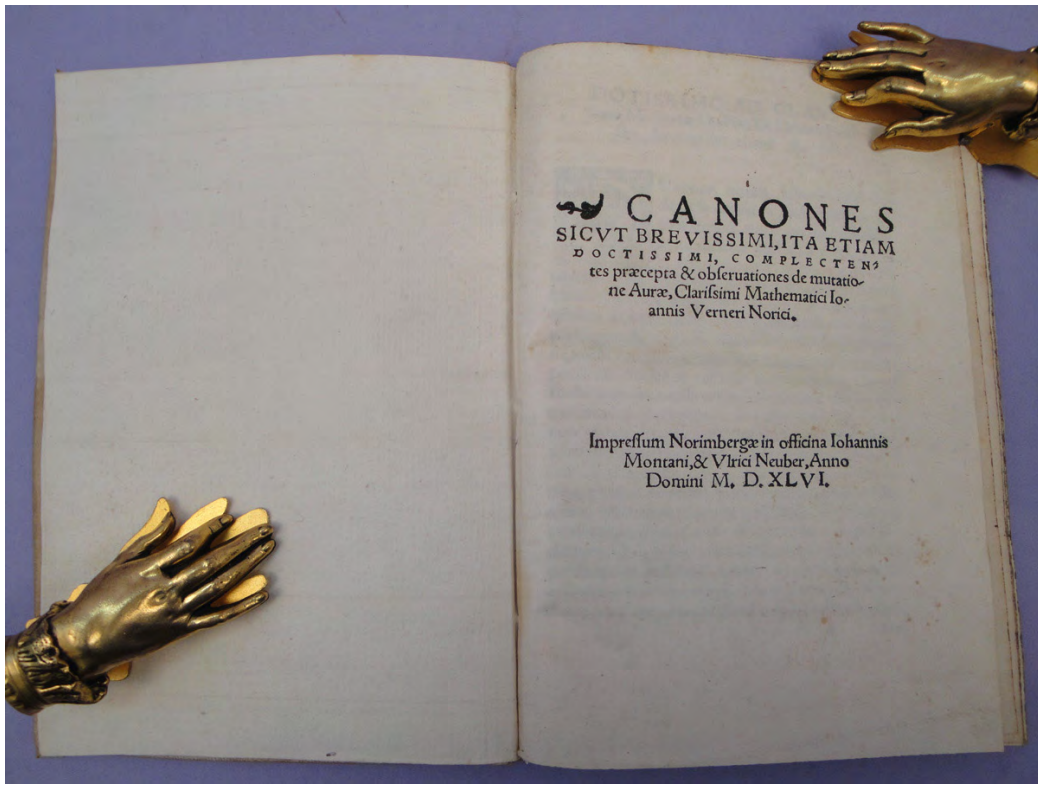 CANONES
SICVT BREVISSIMI, ITA ETIAM
DOCTISSIMI, COMPLECTEN-
tes præcepta & obſeruationes de mutatio-
ne Auræ, Clariſsimi Mathematici Io-
annis Verneri Norici.
Impreſſum Norimbergæ in officina Iohannis
Montani, & Vlrici Neuber, Anno
Domini M. D. XLVI.